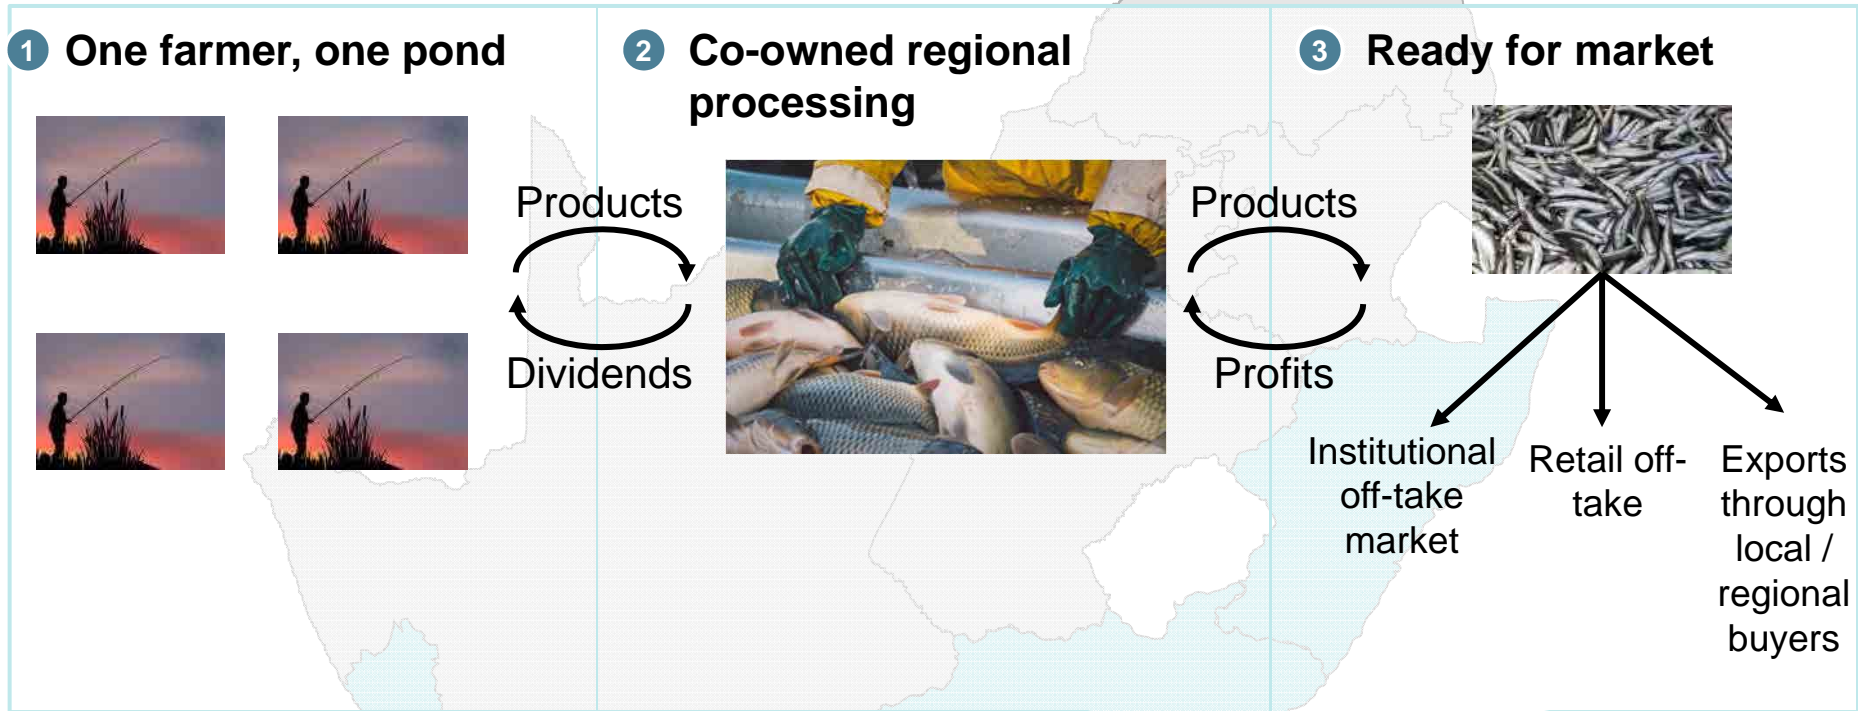 1 One farmer, one pond
2 Co-owned regional
processing
3 Ready for market
Products
Dividends
Products
Profits
Institutional
off-take
market
Retail off-
take
Exports
through
local /
regional
buyers